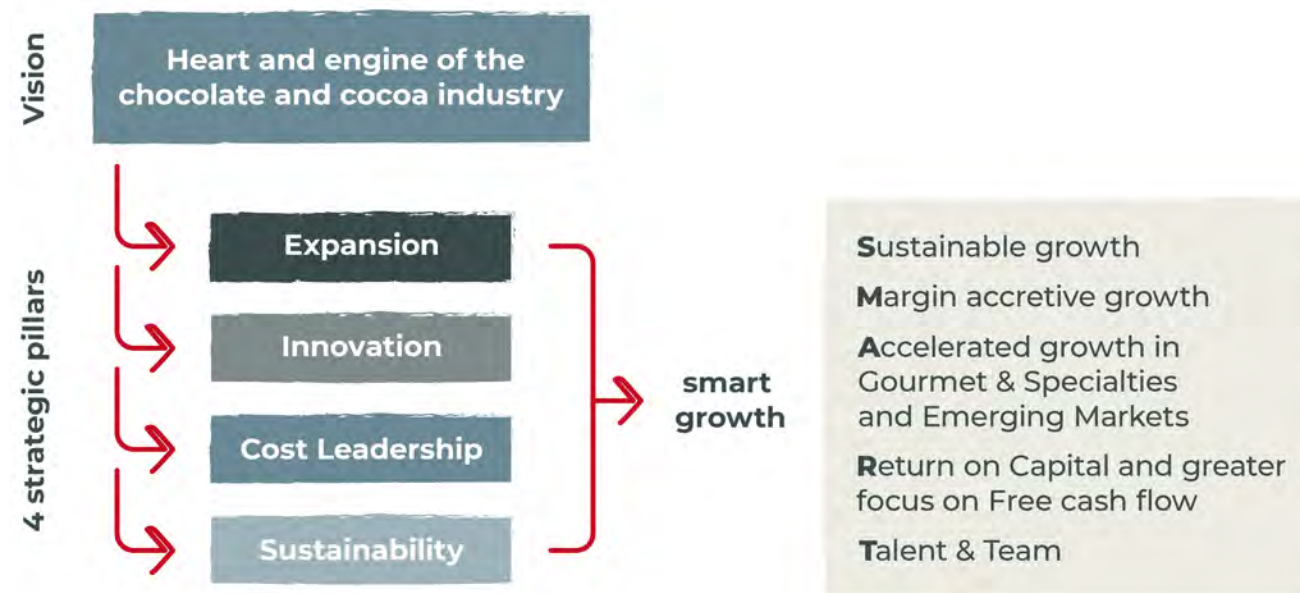 Vision
Heart and engine of the
chocolate and cocoa industry
4 strategic pillars
Expansion
Innovation
Cost Leadership
Sustainability
smart
growth
Sustainable growth
Margin accretive growth
Accelerated growth in
Gourmet & Specialties
and Emerging Markets
Return on Capital and greater
focus on Free cash flow
Talent & Team